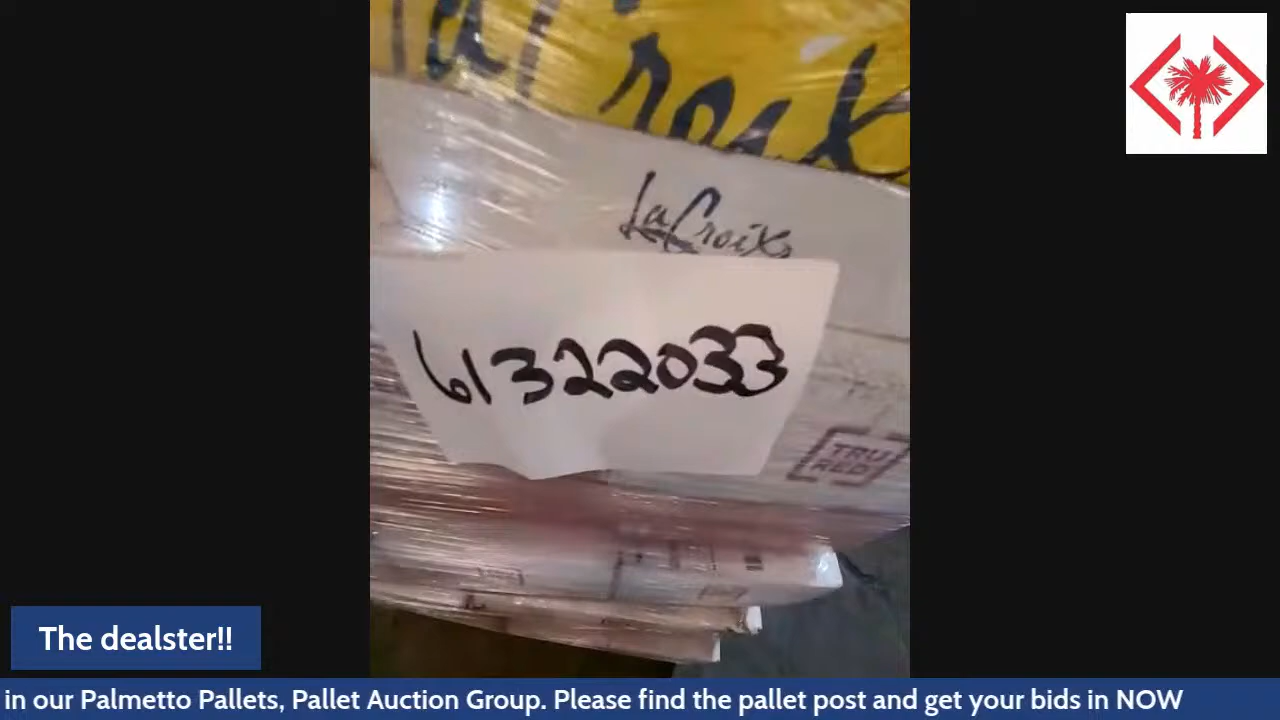 LaCroix
LaCroix
61322033
TRU
RED
The dealster!!
in our Palmetto Pallets, Pallet Auction Group. Please find the pallet post and get your bids in NOW